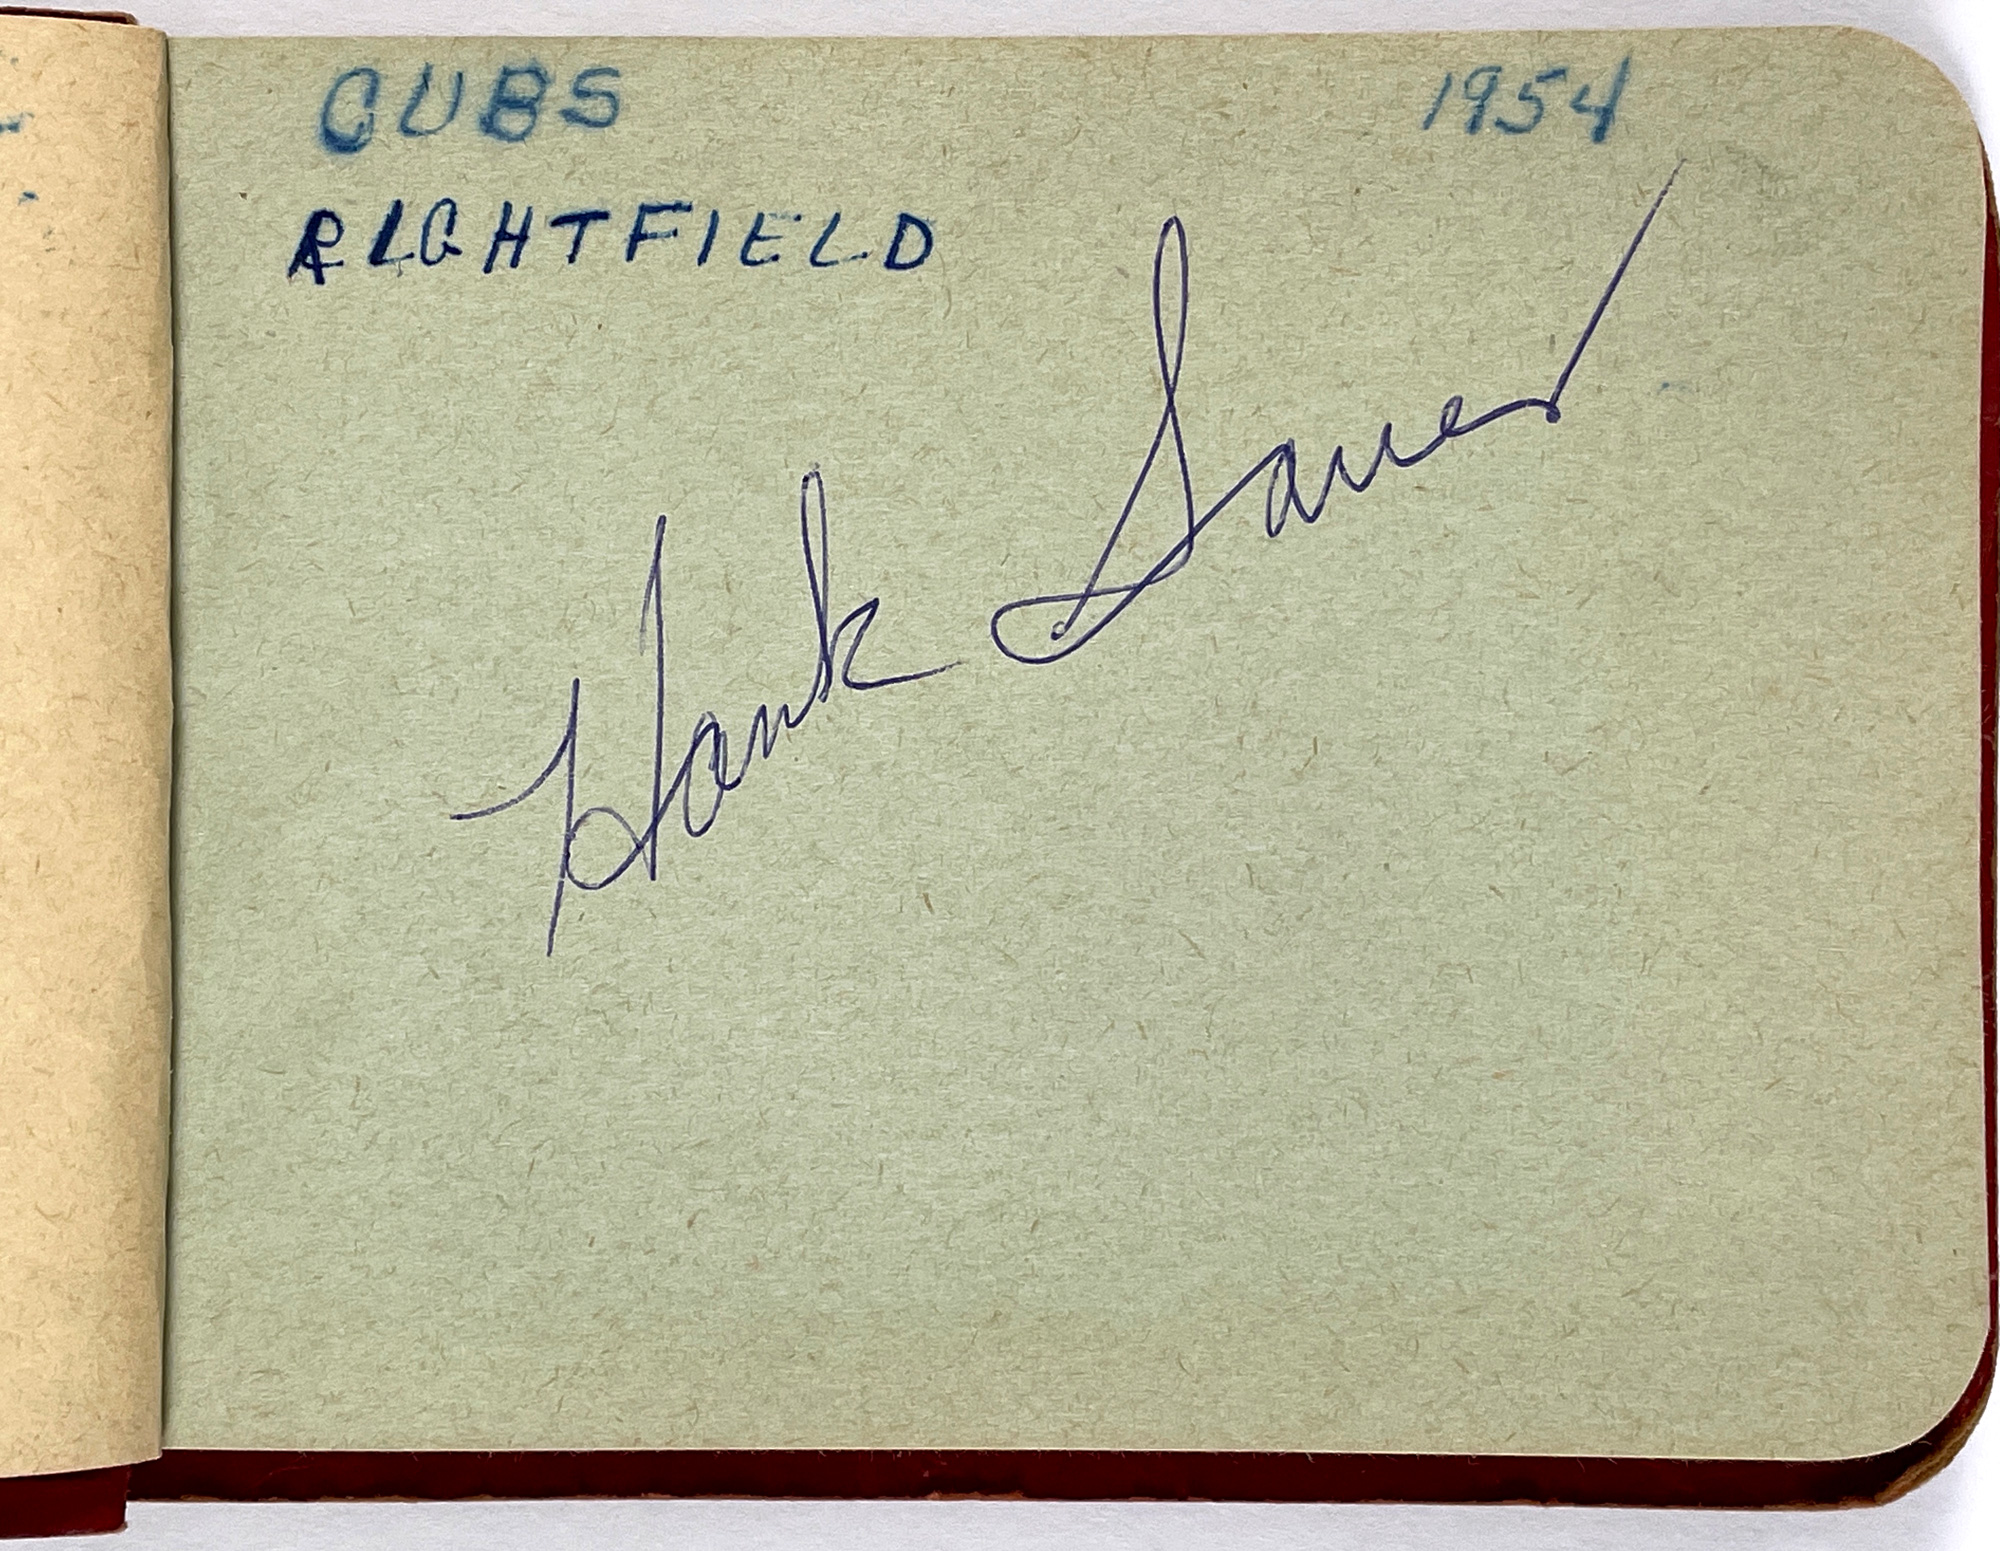 CUBS 1954
RIGHTFIELD
Hank Sauer